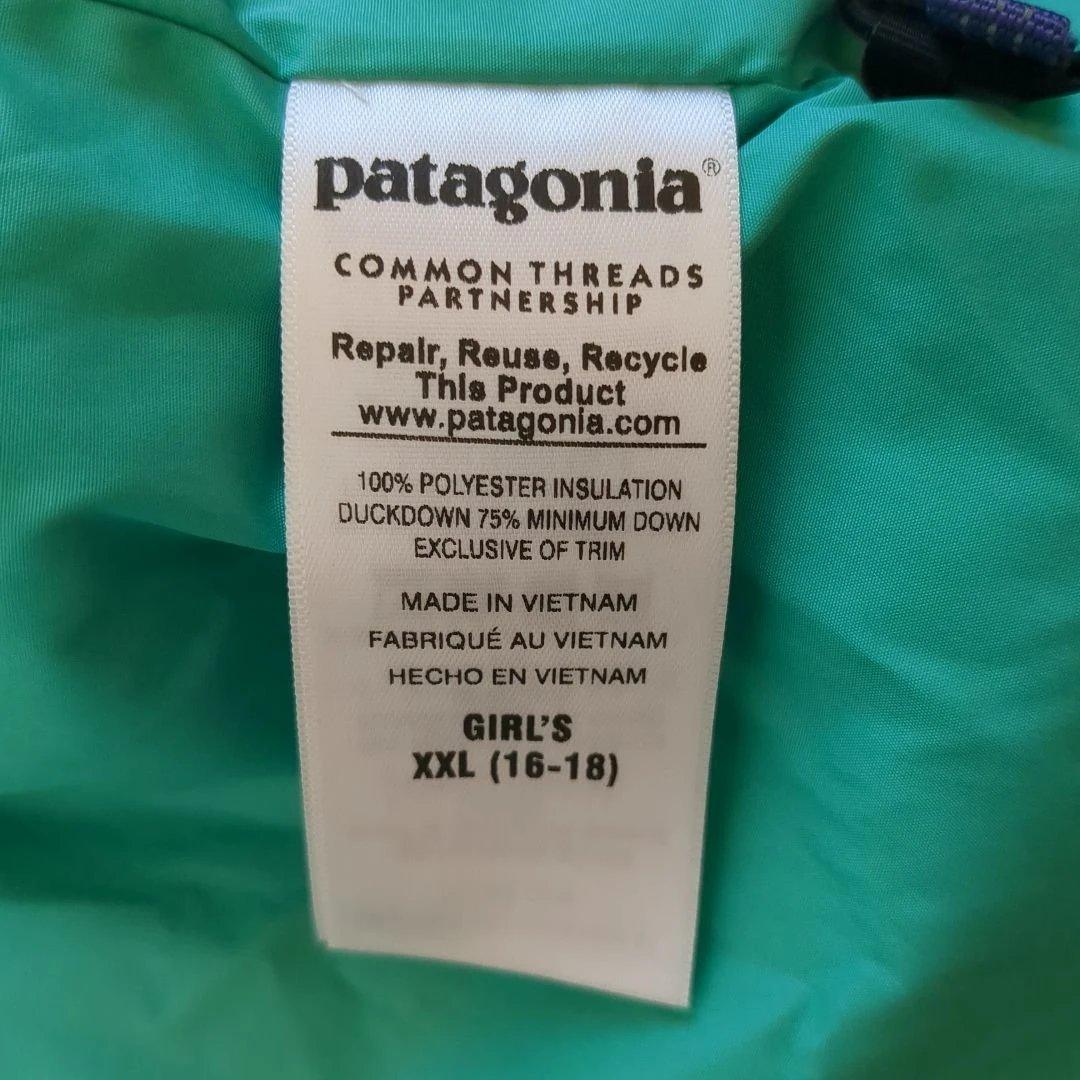 patagonia®
COMMON THREADS
PARTNERSHIP
Repair, Reuse, Recycle
This Product
www.patagonia.com
100% POLYESTER INSULATION
DUCKDOWN 75% MINIMUM DOWN
EXCLUSIVE OF TRIM
MADE IN VIETNAM
FABRIQUÉ AU VIETNAM
HECHO EN VIETNAM
GIRL'S
XXL (16-18)